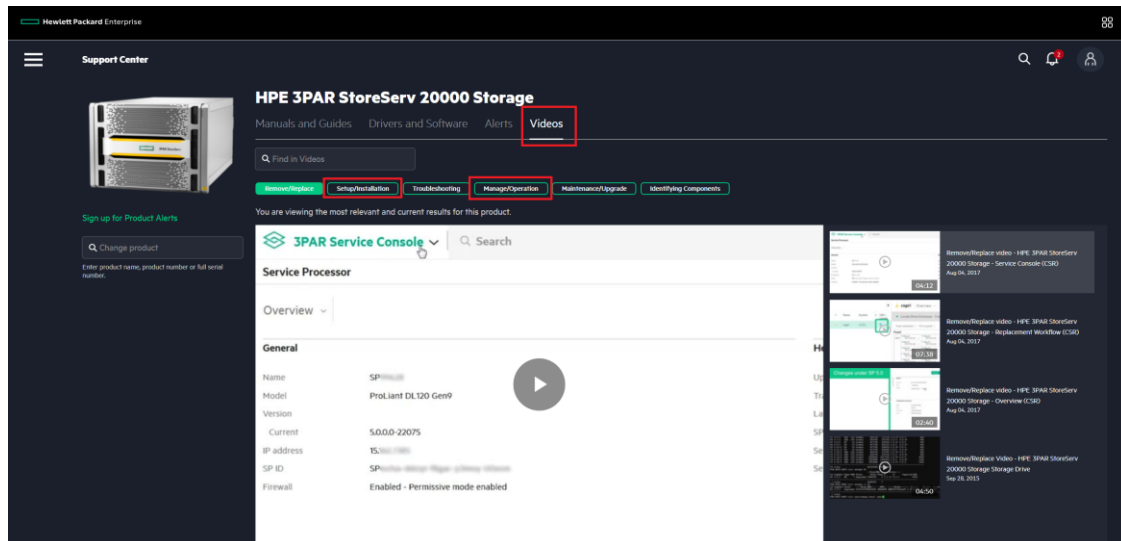 Hewlett Packard Enterprise
Support Center
2
HPE 3PAR StoreServ 20000 Storage
Manuals and Guides Drivers and Software Alerts Videos
Find in Videos
Remove/Replace Setup/Installation Troubleshooting Manage/Operation Maintenance/Upgrade Identifying Components
You are viewing the most relevant and current results for this product.
Sign up for Product Alerts
Change product
Enter product name, product number or full serial
number.
3PAR Service Console Search
Service Processor
Overview
General
Name SP
Model ProLiant DL120 Gen9
Version
Current 5.0.0.0-22075
IP address 15.
SP ID SP
Firewall Enabled - Permissive mode enabled
04:12
Remove/Replace video - HPE 3PAR StoreServ
20000 Storage - Service Console (CSR)
Aug 04, 2017
07:38
Remove/Replace video - HPE 3PAR StoreServ
20000 Storage - Replacement Workflow (CSR)
Aug 04, 2017
Changes under SP 5.0
02:40
Remove/Replace video - HPE 3PAR StoreServ
20000 Storage - Overview (CSR)
Aug 04, 2017
04:50
Remove/Replace Video - HPE 3PAR StoreServ
20000 Storage Storage Drive
Sep 28, 2015